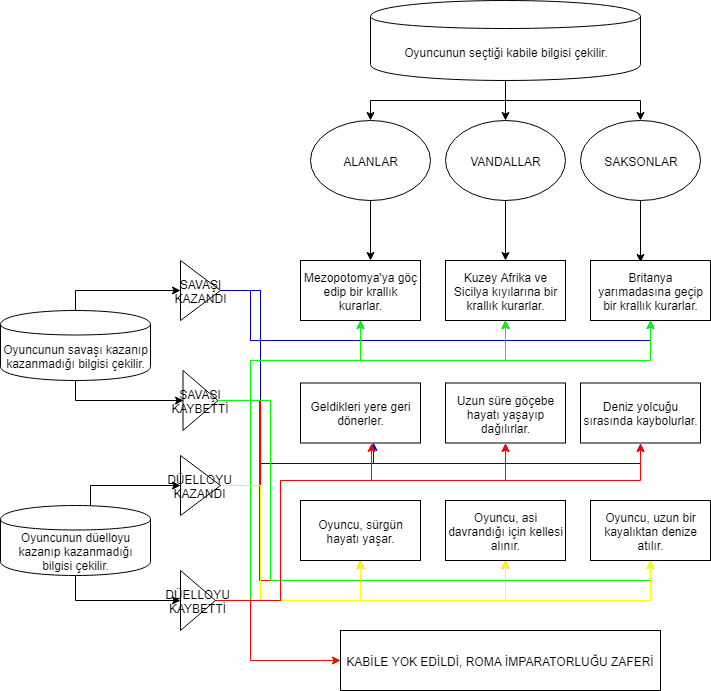 Oyuncunun seçtiği kabile bilgisi çekilir.
ALANLAR
VANDALLAR
SAKSONLAR
SAVAŞI
KAZANDI
Mezopotomya'ya göç
edip bir krallık
kurarlar.
Kuzey Afrika ve
Sicilya kıyılarına bir
krallık kurarlar.
Britanya
yarımadasına geçip
bir krallık kurarlar.
Oyuncunun savaşı kazanıp
kazanmadığı bilgisi çekilir.
SAVAŞI
KAYBETTİ
Geldikleri yere geri
dönerler.
Uzun süre göçebe
hayatı yaşayıp
dağılırlar.
Deniz yolcuğu
sırasında kaybolurlar.
DÜELLOYU
KAZANDI
Oyuncunun düelloyu
kazanıp kazanmadığı
bilgisi çekilir.
Oyuncu, sürgün
hayatı yaşar.
Oyuncu, asi
davrandığı için kellesi
alınır.
Oyuncu, uzun bir
kayalıktan denize
atılır.
DÜELLOYU
KAYBETTİ
KABİLE YOK EDİLDİ, ROMA İMPARATORLUĞU ZAFERİ